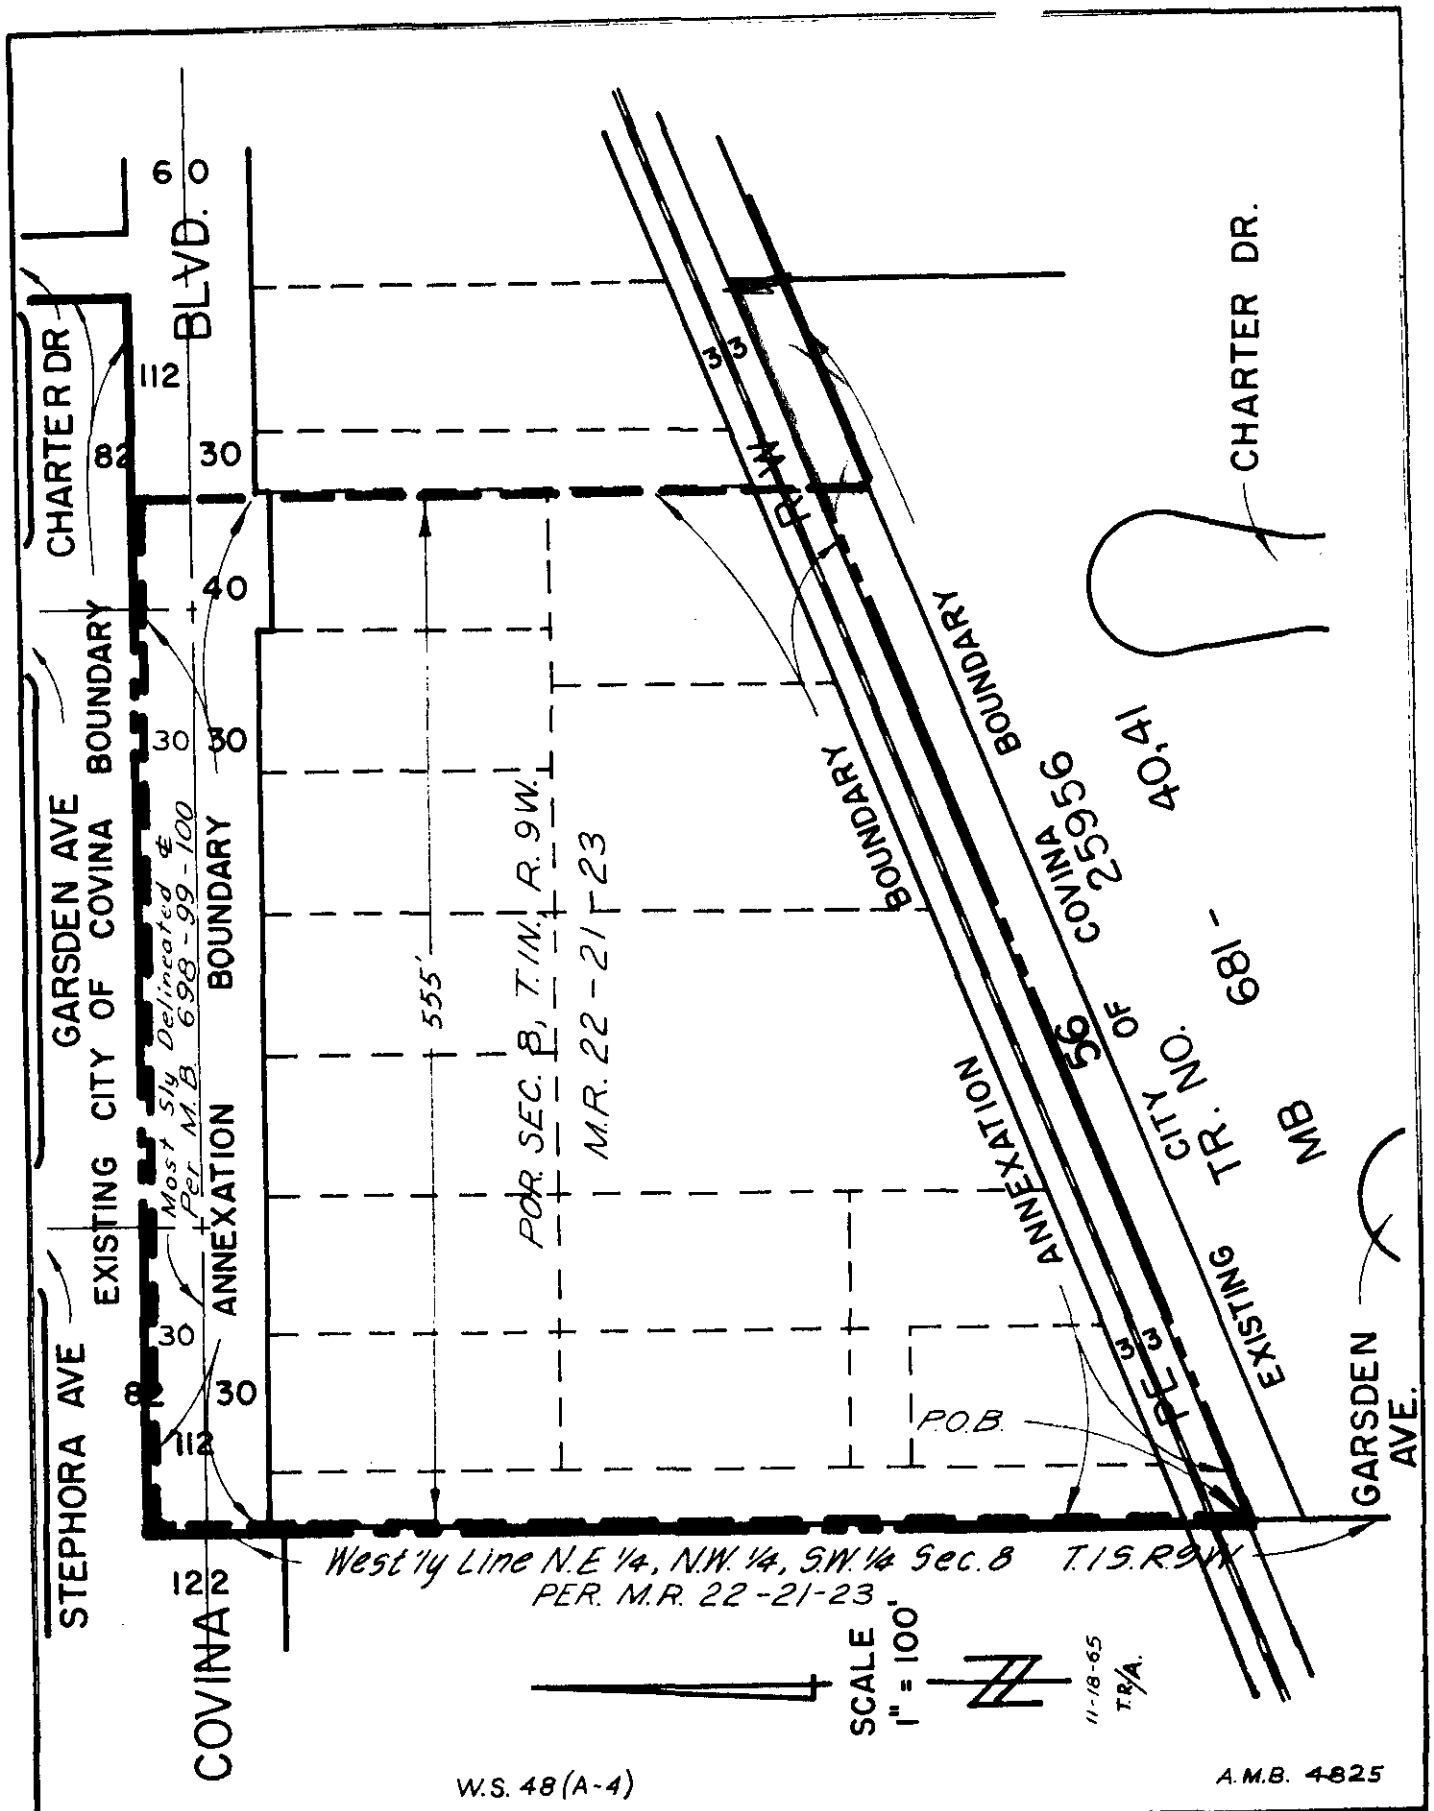 CHARTER DR
GARSDEN AVE
STEPHORA AVE
EXISTING CITY OF COVINA BOUNDARY
60
BLVD.
112
82
30
40
30
30
Most Sly Delineated ℄
Per M.B. 698-99-100
ANNEXATION BOUNDARY
30
82
30
112
122
COVINA
555'
POR. SEC. 8, T.1N. R. 9W.
M.R. 22-21-23
33
R W
33
PE
ANNEXATION BOUNDARY
56
EXISTING CITY OF COVINA BOUNDARY
TR. NO. 25956
MB 681 - 40,41
CHARTER DR.
GARSDEN
AVE.
P.O.B.
West'ly Line N.E 1/4, N.W. 1/4, S.W. 1/4 Sec. 8 T.1S.R.9W
PER. M.R. 22-21-23
SCALE
1" = 100'
11-18-65
T.R/A.
W.S. 48 (A-4)
A.M.B. 4825